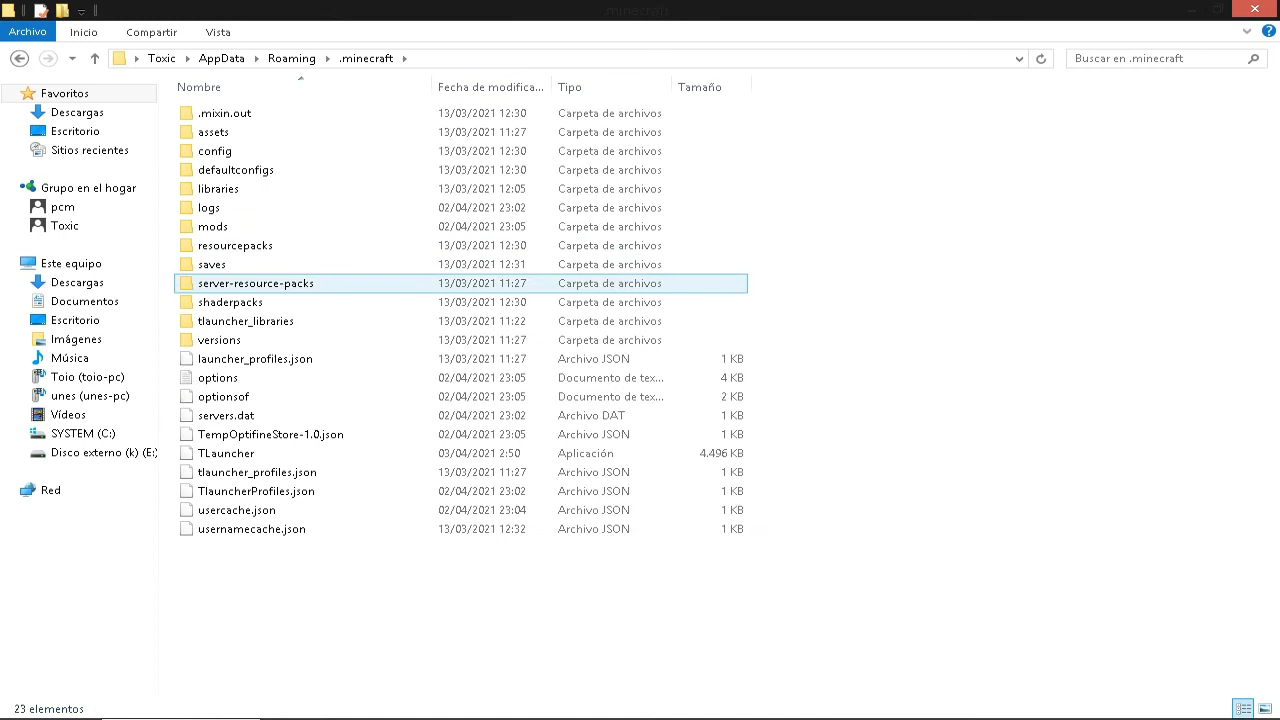 .minecraft
Archivo Inicio Compartir Vista
Toxic AppData Roaming .minecraft Buscar en .minecraft
Favoritos
Descargas
Escritorio
Sitios recientes
Grupo en el hogar
pcm
Toxic
Este equipo
Descargas
Documentos
Escritorio
Imágenes
Música
Toio (toio-pc)
unes (unes-pc)
Vídeos
SYSTEM (C:)
Disco externo (k) (E:)
Red
Nombre Fecha de modifica... Tipo Tamaño
.mixin.out 13/03/2021 12:30 Carpeta de archivos
assets 13/03/2021 11:27 Carpeta de archivos
config 13/03/2021 12:30 Carpeta de archivos
defaultconfigs 13/03/2021 12:30 Carpeta de archivos
libraries 13/03/2021 12:05 Carpeta de archivos
logs 02/04/2021 23:02 Carpeta de archivos
mods 02/04/2021 23:05 Carpeta de archivos
resourcepacks 13/03/2021 12:30 Carpeta de archivos
saves 13/03/2021 12:31 Carpeta de archivos
server-resource-packs 13/03/2021 11:27 Carpeta de archivos
shaderpacks 13/03/2021 12:30 Carpeta de archivos
tlauncher_libraries 13/03/2021 11:22 Carpeta de archivos
versions 13/03/2021 11:27 Carpeta de archivos
launcher_profiles.json 13/03/2021 11:27 Archivo JSON 1 KB
options 02/04/2021 23:05 Documento de tex... 4 KB
optionsof 02/04/2021 23:05 Documento de tex... 2 KB
servers.dat 02/04/2021 23:02 Archivo DAT 1 KB
TempOptifineStore-1.0.json 02/04/2021 23:05 Archivo JSON 1 KB
TLauncher 03/04/2021 2:50 Aplicación 4.496 KB
tlauncher_profiles.json 13/03/2021 11:27 Archivo JSON 1 KB
TlauncherProfiles.json 02/04/2021 23:02 Archivo JSON 1 KB
usercache.json 02/04/2021 23:04 Archivo JSON 1 KB
usernamecache.json 13/03/2021 12:32 Archivo JSON 1 KB
23 elementos